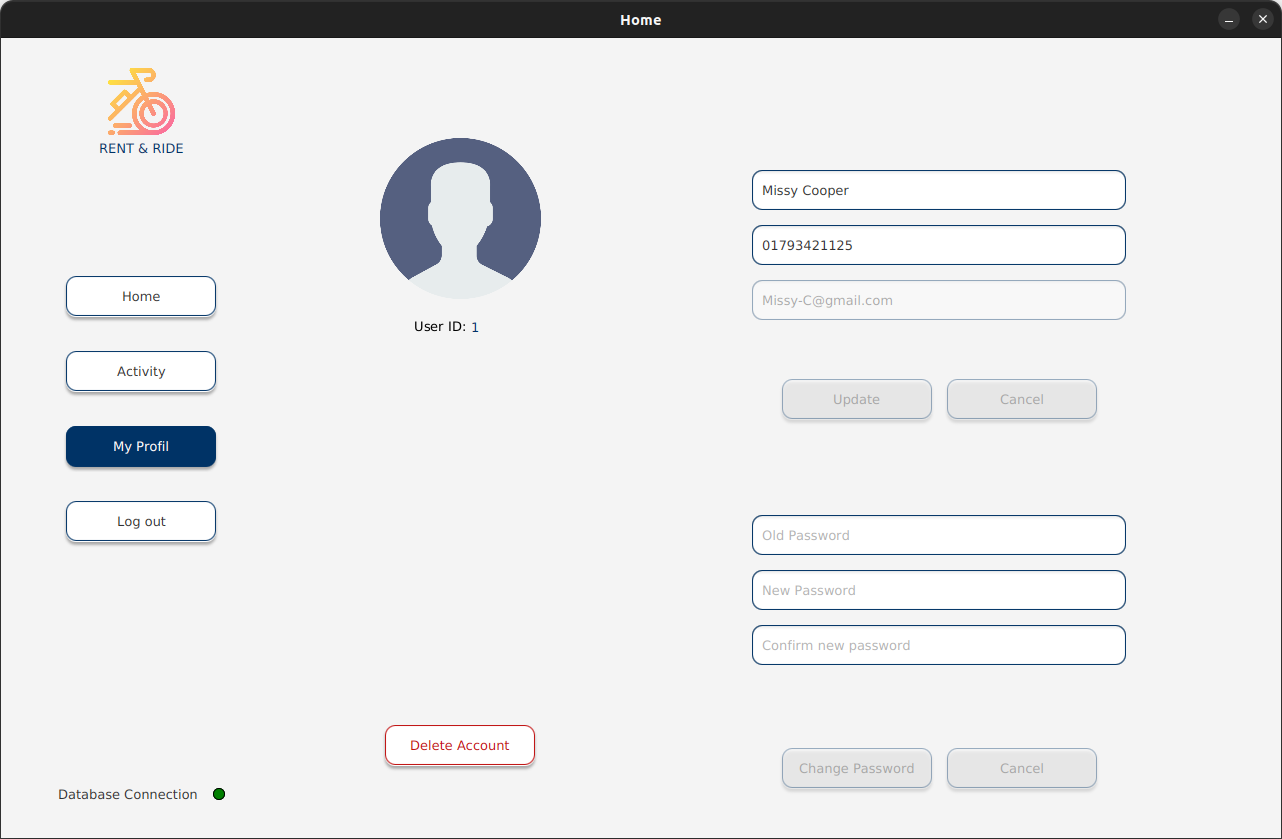 Home
RENT & RIDE
Home
Activity
My Profil
Log out
Database Connection
User ID: 1
Delete Account
Missy Cooper
01793421125
Missy-C@gmail.com
Update
Cancel
Old Password
New Password
Confirm new password
Change Password
Cancel